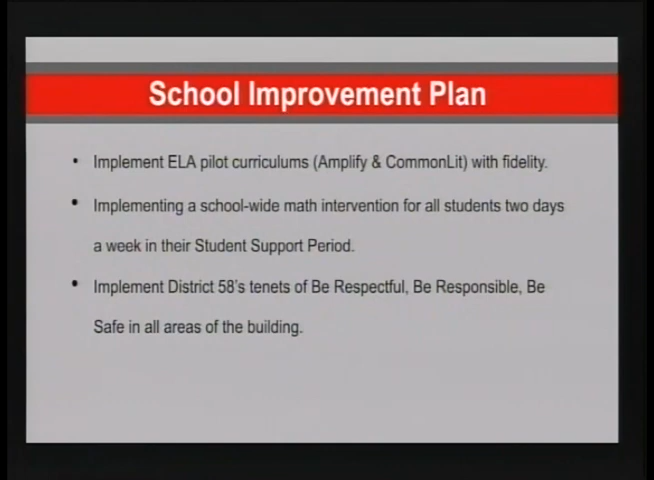 School Improvement Plan
• Implement ELA pilot curriculums (Amplify & CommonLit) with fidelity.
• Implementing a school-wide math intervention for all students two days
a week in their Student Support Period.
• Implement District 58's tenets of Be Respectful, Be Responsible, Be
Safe in all areas of the building.